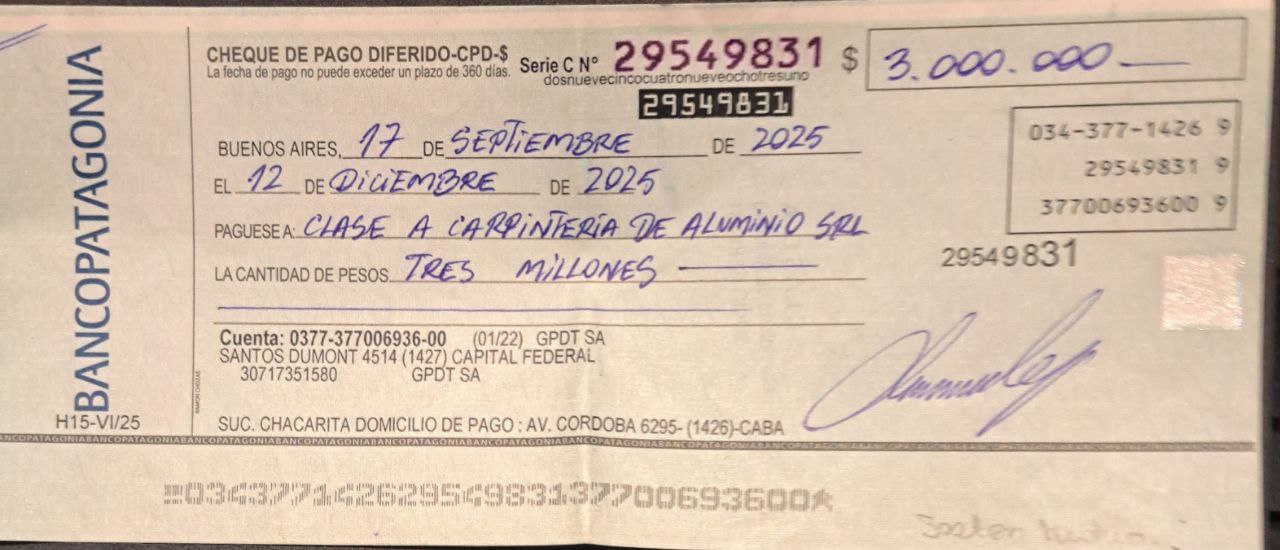 BANCOPATAGONIA
H15-VI/25
CHEQUE DE PAGO DIFERIDO-CPD-$
La fecha de pago no puede exceder un plazo de 360 días.
Serie C Nº 29549831 $ 3.000.000.—
dosnuevecincocuatronueveochotresuno
29549831
034-377-1426 9
29549831 9
37700693600 9
29549831
BUENOS AIRES, 17 DE SEPTIEMBRE DE 2025
EL 12 DE DICIEMBRE DE 2025
PAGUESE A: CLASE A CARPINTERIA DE ALUMINIO SRL
LA CANTIDAD DE PESOS. TRES MILLONES ———
Cuenta: 0377-377006936-00 (01/22) GPDT SA
SANTOS DUMONT 4514 (1427) CAPITAL FEDERAL
30717351580 GPDT SA
SUC. CHACARITA DOMICILIO DE PAGO : AV. CORDOBA 6295- (1426)-CABA
BANCOPATAGONIABANCOPATAGONIABANCOPATAGONIABANCOPATAGONIA
03437714262954983137700693600